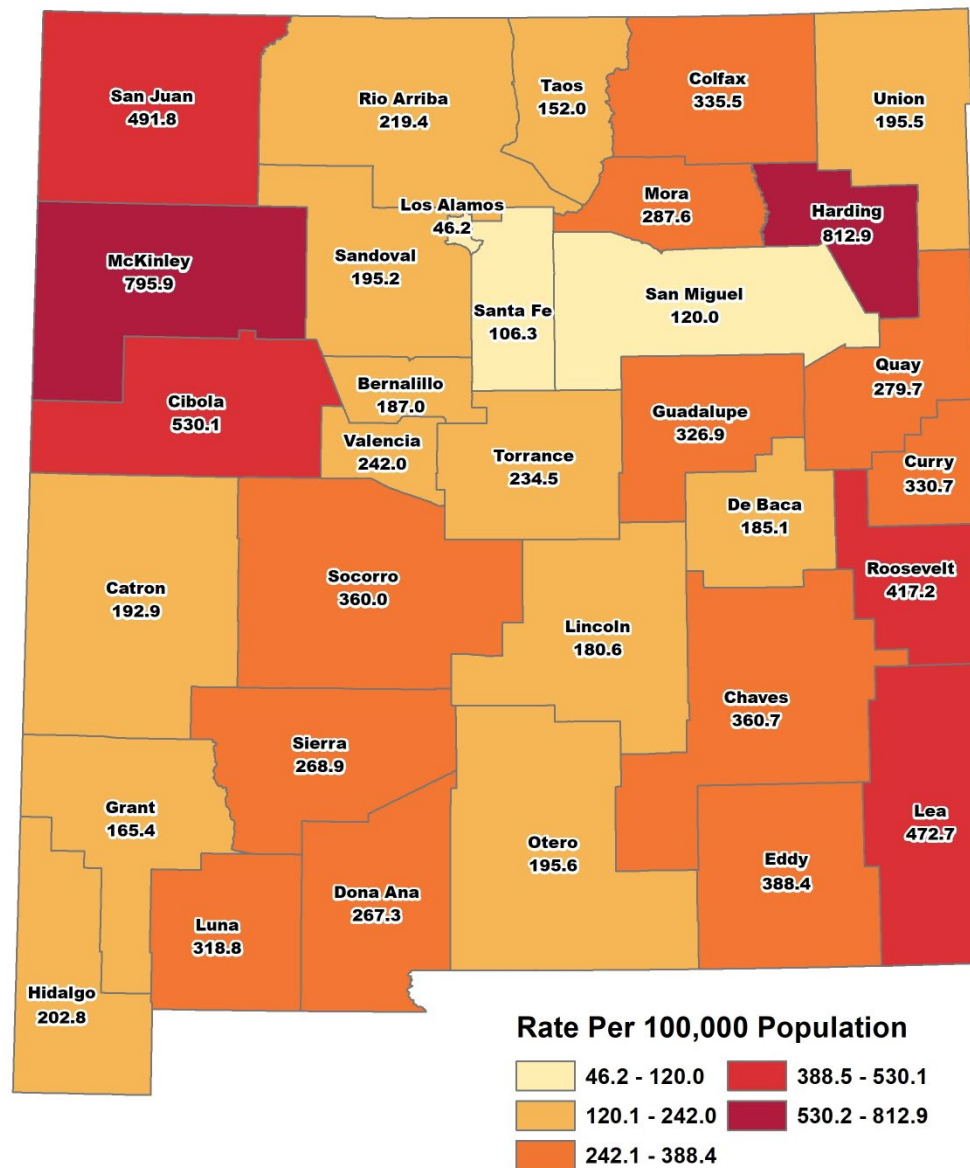 San Juan
491.8
Rio Arriba
219.4
Taos
152.0
Colfax
335.5
Union
195.5
Los Alamos
46.2
Mora
287.6
Harding
812.9
McKinley
795.9
Sandoval
195.2
Santa Fe
106.3
San Miguel
120.0
Quay
279.7
Cibola
530.1
Bernalillo
187.0
Guadalupe
326.9
Valencia
242.0
Torrance
234.5
Curry
330.7
De Baca
185.1
Roosevelt
417.2
Catron
192.9
Socorro
360.0
Lincoln
180.6
Chaves
360.7
Sierra
268.9
Grant
165.4
Otero
195.6
Lea
472.7
Eddy
388.4
Dona Ana
267.3
Luna
318.8
Hidalgo
202.8
Rate Per 100,000 Population
46.2 - 120.0
120.1 - 242.0
242.1 - 388.4
388.5 - 530.1
530.2 - 812.9